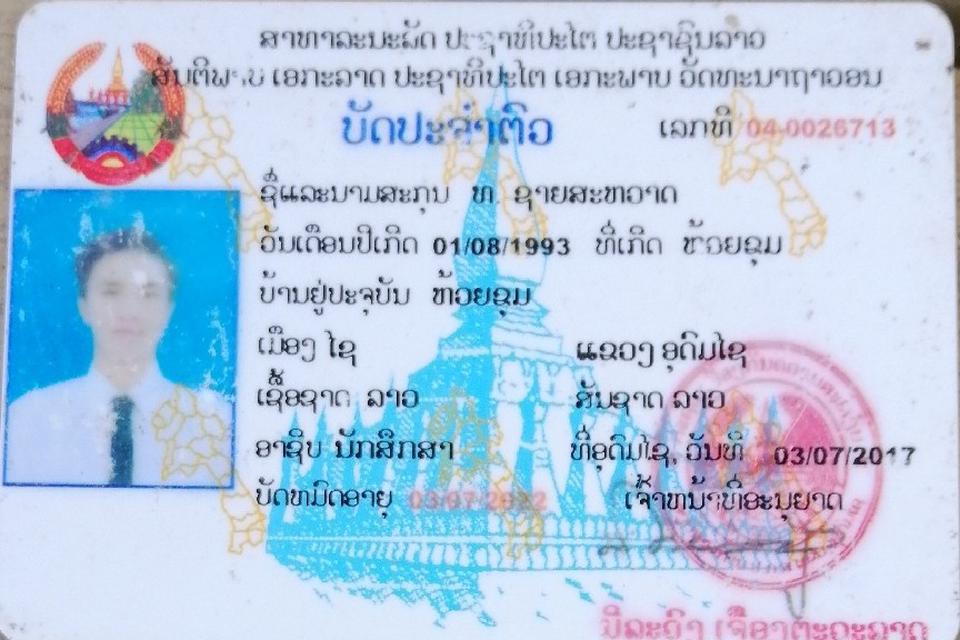 ສາທາລະນະລັດ ປະຊາທິປະໄຕ ປະຊາຊົນລາວ
ສັນຕິພາບ ເອກະລາດ ປະຊາທິປະໄຕ ເອກະພາບ ວັດທະນາຖາວອນ
ບັດປະຈຳຕົວ
ເລກທີ 04-0026713
ຊື່ແລະນາມສະກຸນ ທ ຊາຍສະຫວາດ
ວັນເດືອນປີເກີດ 01/08/1993 ທີ່ເກີດ ຫ້ວຍຂຸມ
ບ້ານຢູ່ປະຈຸບັນ ຫ້ວຍຂຸມ
ເມືອງ ໄຊ ແຂວງ ອຸດົມໄຊ
ເຊື້ອຊາດ ລາວ ສັນຊາດ ລາວ
ອາຊີບ ນັກສຶກສາ ທີ່ອຸດົມໄຊ, ວັນທີ 03/07/2017
ບັດຫມົດອາຍຸ 03/07/2022 ເຈົ້າຫນ້າທີ່ອະນຸຍາດ